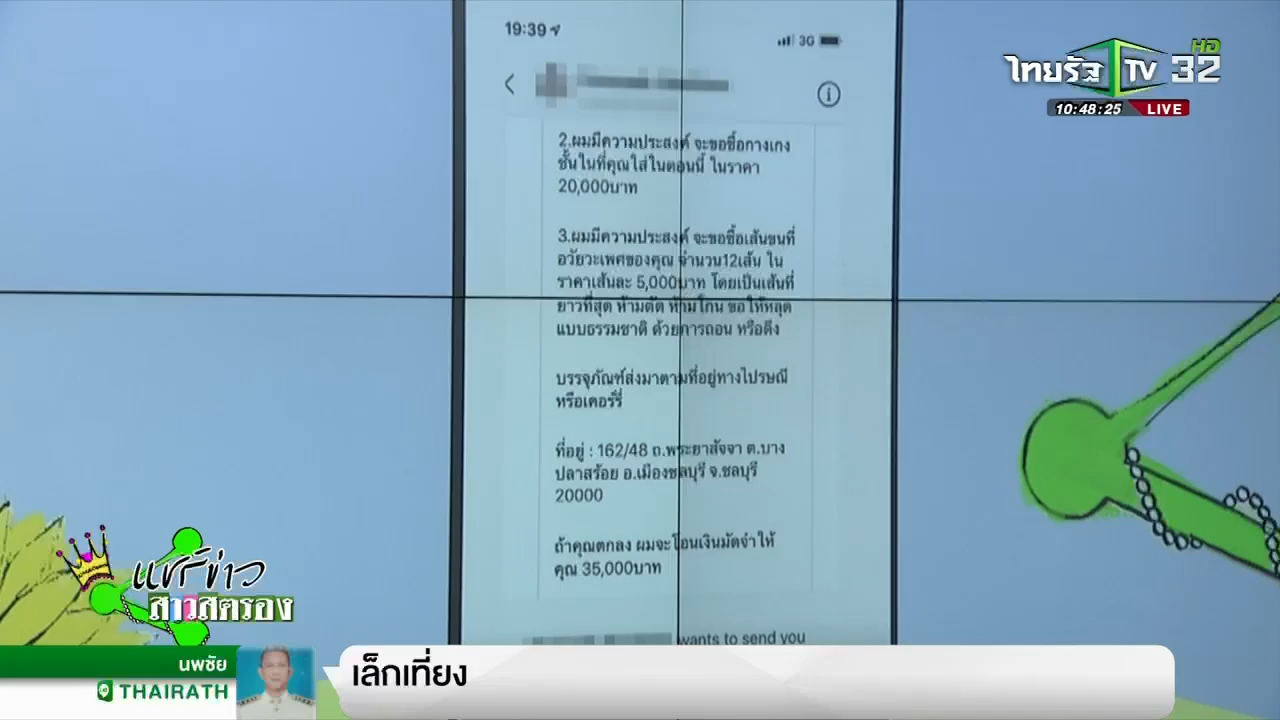 19:39
3G
ไทยรัฐ TV 32 HD
10:48:25 LIVE
2.ผมมีความประสงค์ จะขอซื้อกางเกง
ชั้นในที่คุณใส่ในตอนนี้ ในราคา
20,000บาท
3.ผมมีความประสงค์ จะขอซื้อเส้นขนที่
อวัยวะเพศของคุณ จำนวน12เส้น ใน
ราคาเส้นละ 5,000บาท โดยเป็นเส้นที่
ยาวที่สุด ห้ามตัด ห้ามโกน ขอให้หลุด
แบบธรรมชาติ ด้วยการถอน หรือดึง
บรรจุภัณฑ์ส่งมาตามที่อยู่ทางไปรษณี
หรือเคอร์รี่
ที่อยู่ : 162/48 ถ.พระยาสัจจา ต.บาง
ปลาสร้อย อ.เมืองชลบุรี จ.ชลบุรี
20000
ถ้าคุณตกลง ผมจะโอนเงินมัดจำให้
คุณ 35,000บาท
wants to send you
แชร์ข่าว
สาวสตรอง
นพชัย
THAIRATH
เล็กเที่ยง